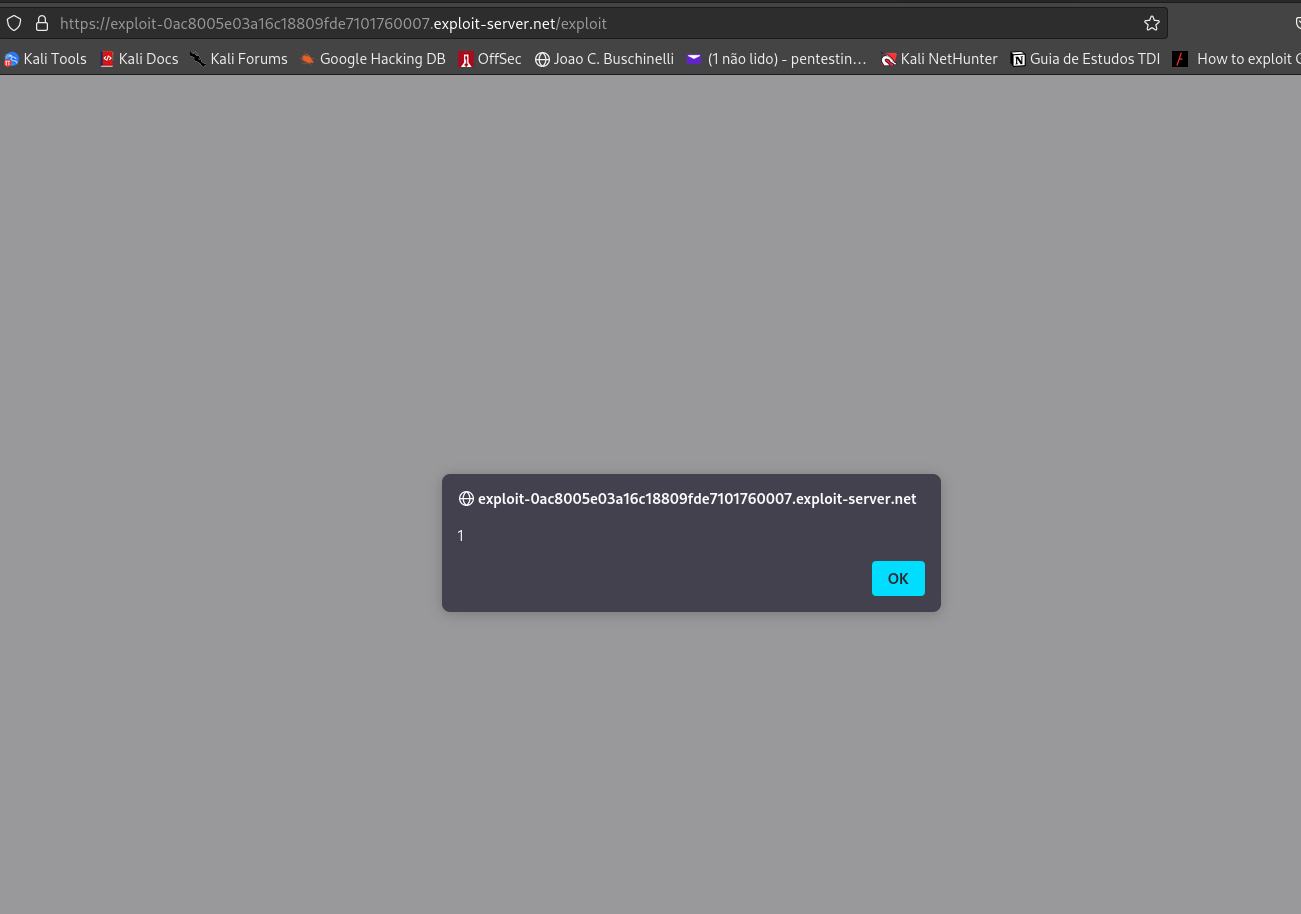 https://exploit-0ac8005e03a16c18809fde7101760007.exploit-server.net/exploit
Kali Tools Kali Docs Kali Forums Google Hacking DB OffSec Joao C. Buschinelli (1 não lido) - pentestin… Kali NetHunter Guia de Estudos TDI How to exploit
exploit-0ac8005e03a16c18809fde7101760007.exploit-server.net
1
OK